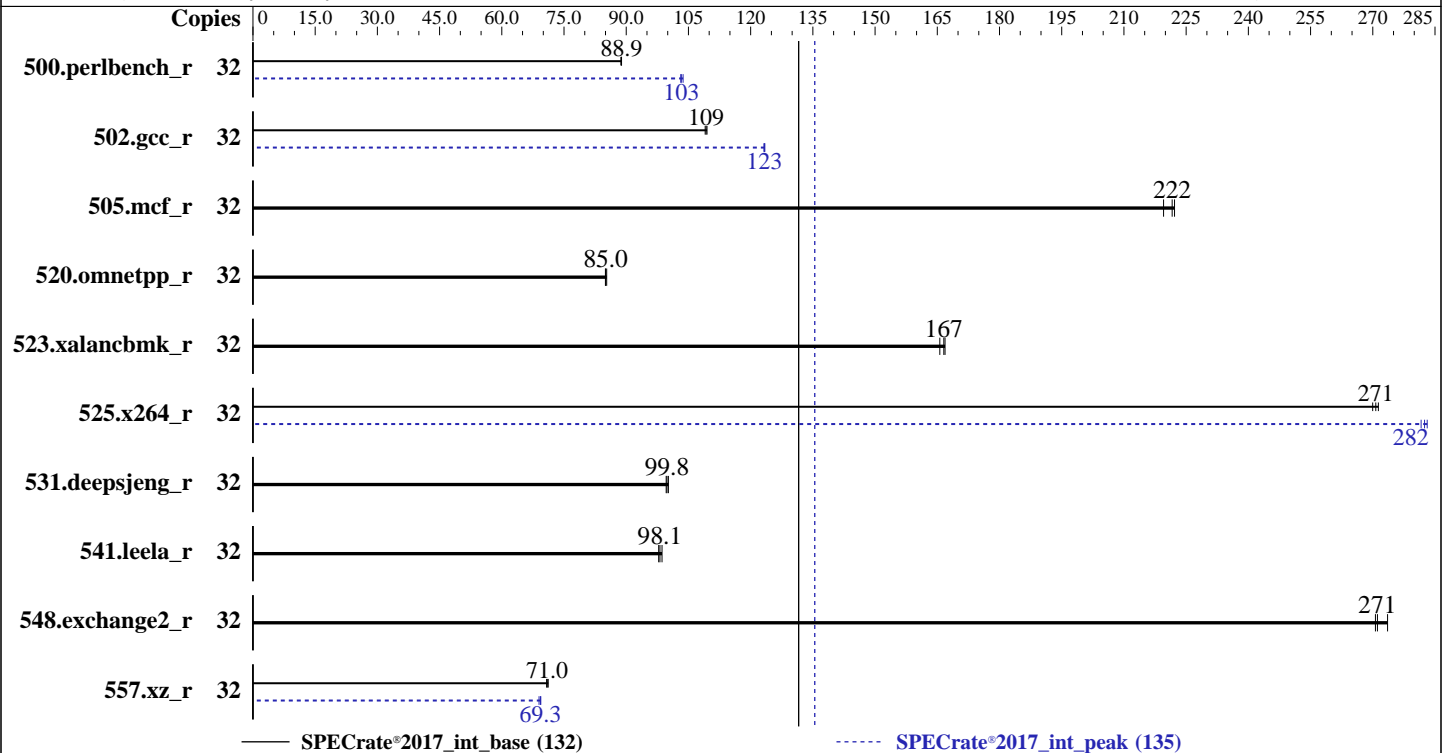 Copies 0 15.0 30.0 45.0 60.0 75.0 90.0 105 120 135 150 165 180 195 210 225 240 255 270 285
500.perlbench_r 32 88.9
103
502.gcc_r 32 109
123
505.mcf_r 32 222
520.omnetpp_r 32 85.0
523.xalancbmk_r 32 167
525.x264_r 32 271
282
531.deepsjeng_r 32 99.8
541.leela_r 32 98.1
548.exchange2_r 32 271
557.xz_r 32 71.0
69.3
SPECrate®2017_int_base (132) SPECrate®2017_int_peak (135)